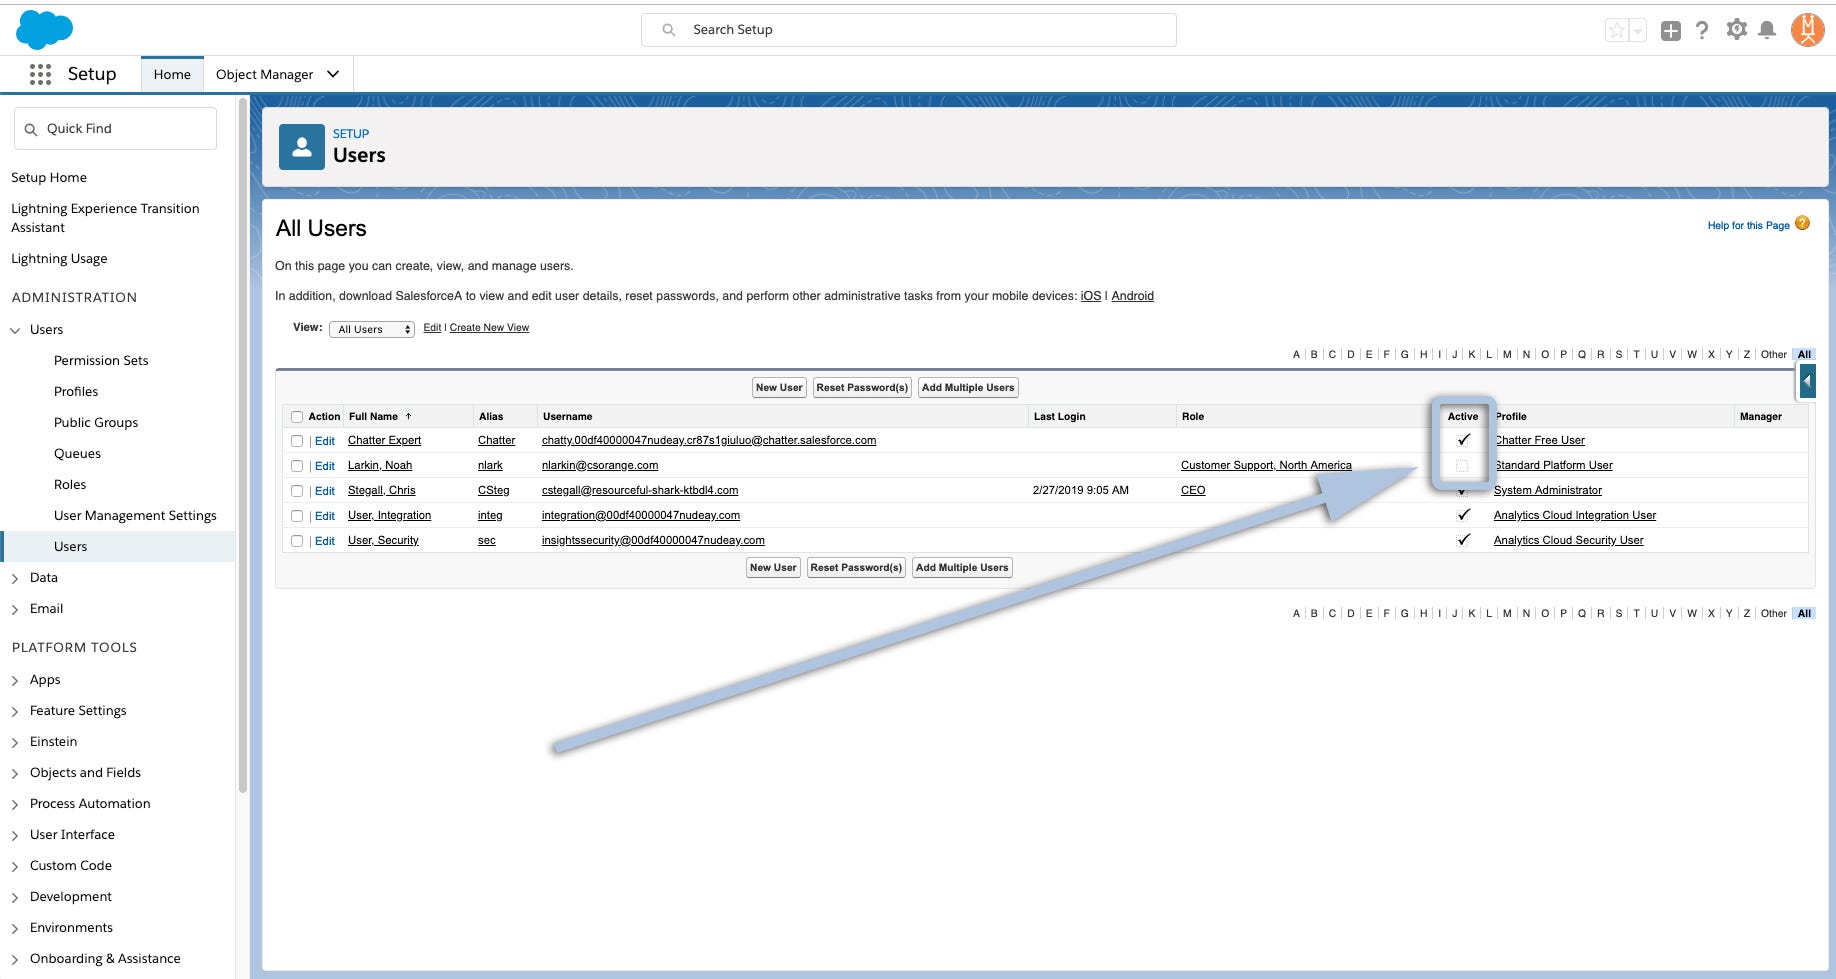 Search Setup
Setup
Home
Object Manager
Quick Find
Setup Home
Lightning Experience Transition
Assistant
Lightning Usage
ADMINISTRATION
Users
Permission Sets
Profiles
Public Groups
Queues
Roles
User Management Settings
Users
Data
Email
PLATFORM TOOLS
Apps
Feature Settings
Einstein
Objects and Fields
Process Automation
User Interface
Custom Code
Development
Environments
Onboarding & Assistance
SETUP
Users
All Users
Help for this Page ?
On this page you can create, view, and manage users.
In addition, download SalesforceA to view and edit user details, reset passwords, and perform other administrative tasks from your mobile devices: iOS | Android
View: All Users Edit | Create New View
A | B | C | D | E | F | G | H | I | J | K | L | M | N | O | P | Q | R | S | T | U | V | W | X | Y | Z | Other All
New User Reset Password(s) Add Multiple Users
Action Full Name ↑ Alias Username Last Login Role Active Profile Manager
| Edit Chatter Expert Chatter chatty.00df40000047nudeay.cr87s1giuluo@chatter.salesforce.com ✓ Chatter Free User
| Edit Larkin, Noah nlark nlarkin@csorange.com Customer Support, North America Standard Platform User
| Edit Stegall, Chris CSteg cstegall@resourceful-shark-ktbdl4.com 2/27/2019 9:05 AM CEO ✓ System Administrator
| Edit User, Integration integ integration@00df40000047nudeay.com ✓ Analytics Cloud Integration User
| Edit User, Security sec insightssecurity@00df40000047nudeay.com ✓ Analytics Cloud Security User
New User Reset Password(s) Add Multiple Users
A | B | C | D | E | F | G | H | I | J | K | L | M | N | O | P | Q | R | S | T | U | V | W | X | Y | Z | Other All